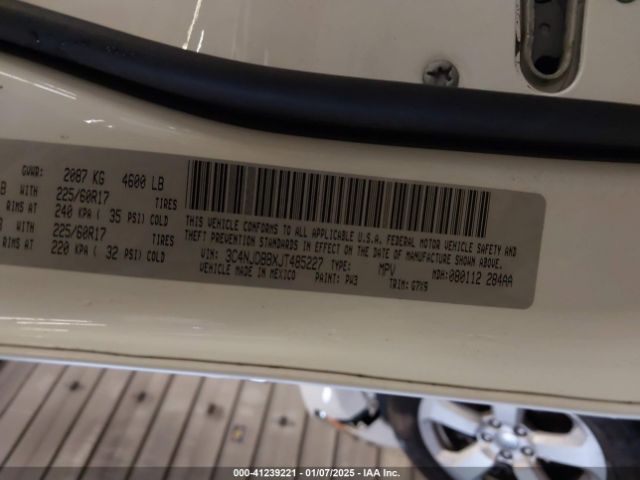 GVWR: 2087 KG 4600 LB
B WITH 225/60R17 TIRES
RIMS AT 240 KPA ( 35 PSI) COLD
B WITH 225/60R17 TIRES
RIMS AT 220 KPA ( 32 PSI) COLD
THIS VEHICLE CONFORMS TO ALL APPLICABLE U.S.A. FEDERAL MOTOR VEHICLE SAFETY AND
THEFT PREVENTION STANDARDS IN EFFECT ON THE DATE OF MANUFACTURE SHOWN ABOVE.
VIN: 3C4NJDBBXJT485227 TYPE: MPV MDH:080112 284AA
VEHICLE MADE IN MEXICO PAINT: PW3 TRIM: G7X9
000-41239221 - 01/07/2025 - IAA Inc.